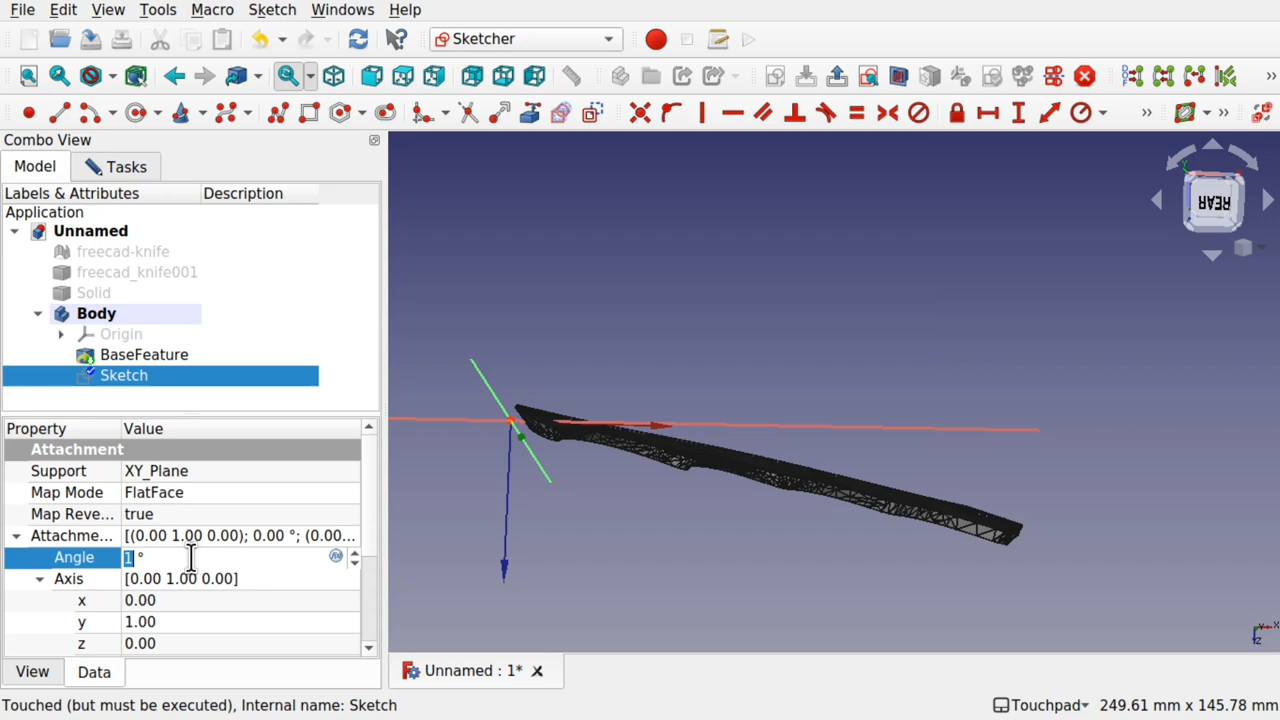 File Edit View Tools Macro Sketch Windows Help
Sketcher
Combo View
Model Tasks
Labels & Attributes Description
Application
Unnamed
freecad-knife
freecad_knife001
Solid
Body
Origin
BaseFeature
Sketch
Property Value
Attachment
Support XY_Plane
Map Mode FlatFace
Map Reve... true
Attachme... [(0.00 1.00 0.00); 0.00 °; (0.00...
Angle 1 °
Axis [0.00 1.00 0.00]
x 0.00
y 1.00
z 0.00
View Data
REAR
Y
Y X
Z
Unnamed : 1*
Touched (but must be executed), Internal name: Sketch
Touchpad 249.61 mm x 145.78 mm